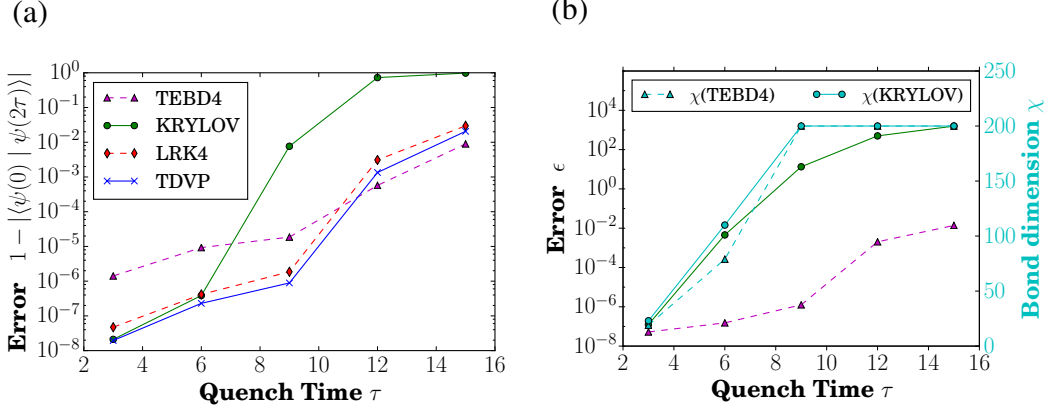 (a)
10^0
10^{-1}
10^{-2}
10^{-3}
10^{-4}
10^{-5}
10^{-6}
10^{-7}
10^{-8}
Error 1 − |⟨ψ(0) | ψ(2τ)⟩|
TEBD4
KRYLOV
LRK4
TDVP
2 4 6 8 10 12 14 16
Quench Time τ
(b)
10^4
10^2
10^0
10^{-2}
10^{-4}
10^{-6}
10^{-8}
Error ϵ
χ(TEBD4) χ(KRYLOV)
250
200
150
100
50
0
Bond dimension χ
2 4 6 8 10 12 14 16
Quench Time τ